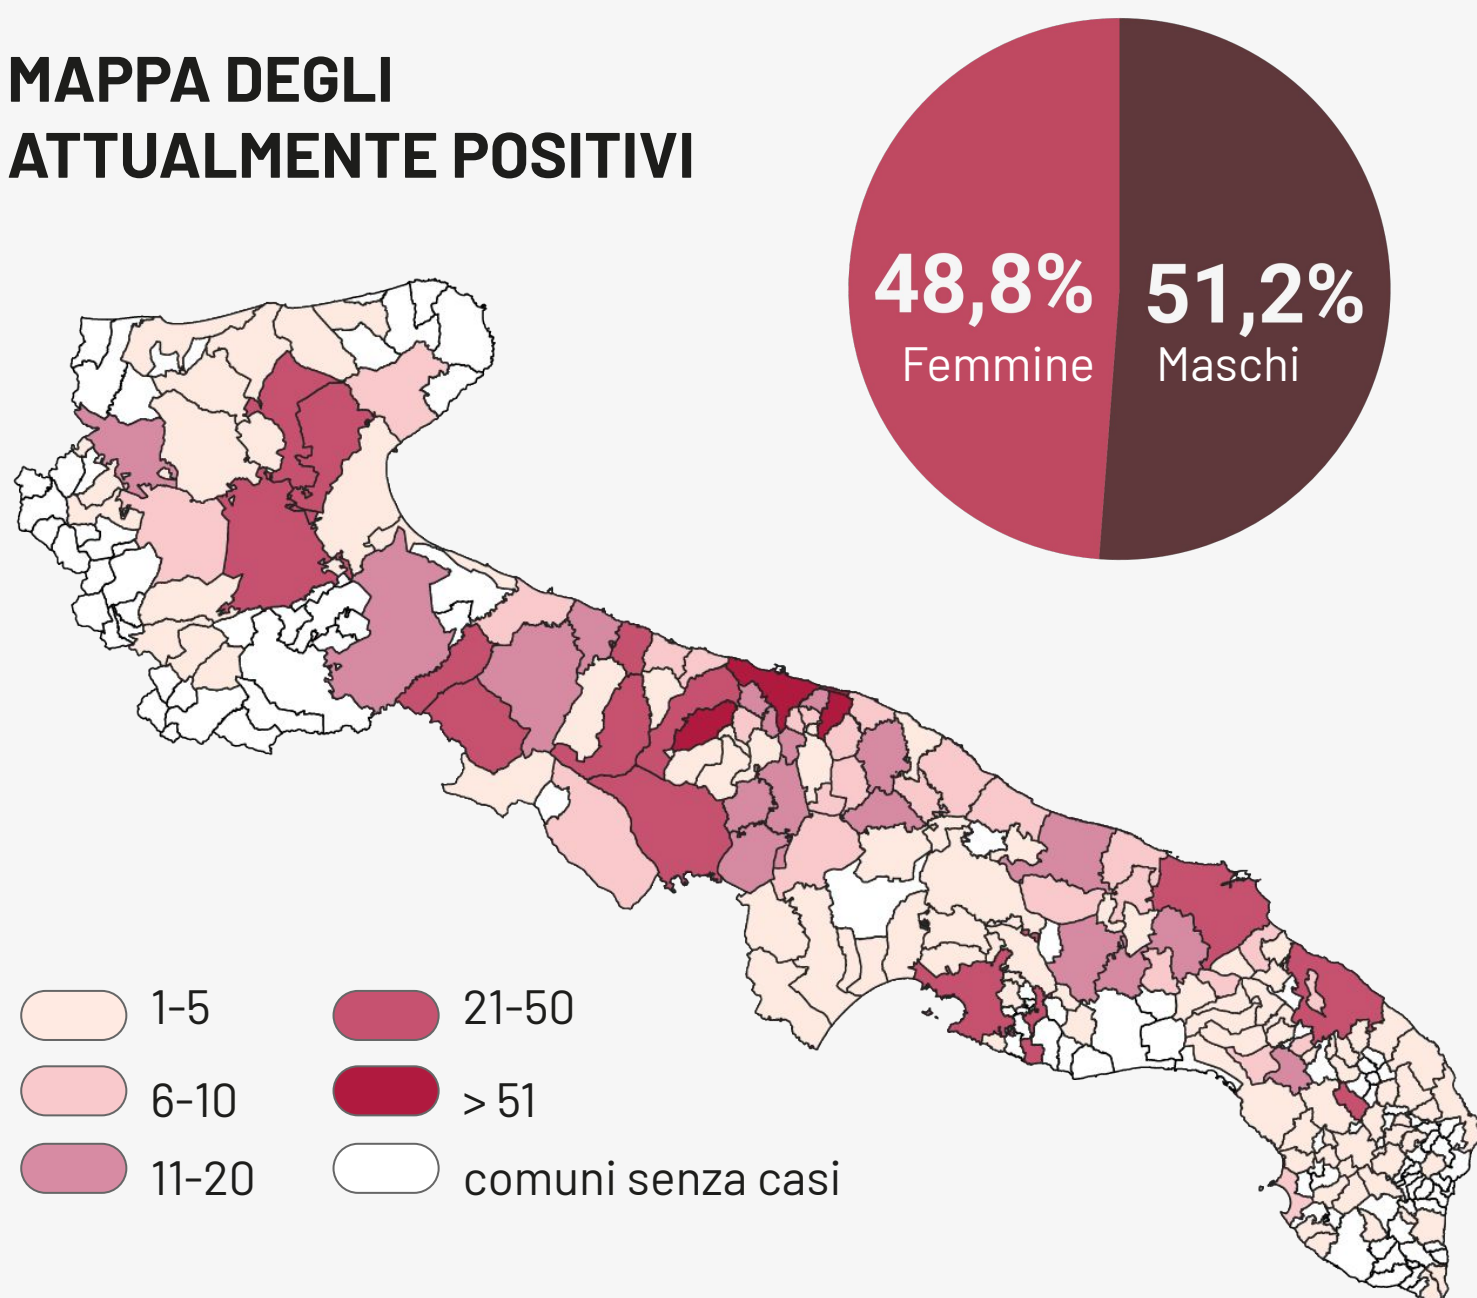 MAPPA DEGLI
ATTUALMENTE POSITIVI
48,8%
Femmine
51,2%
Maschi
1-5
6-10
11-20
21-50
> 51
comuni senza casi